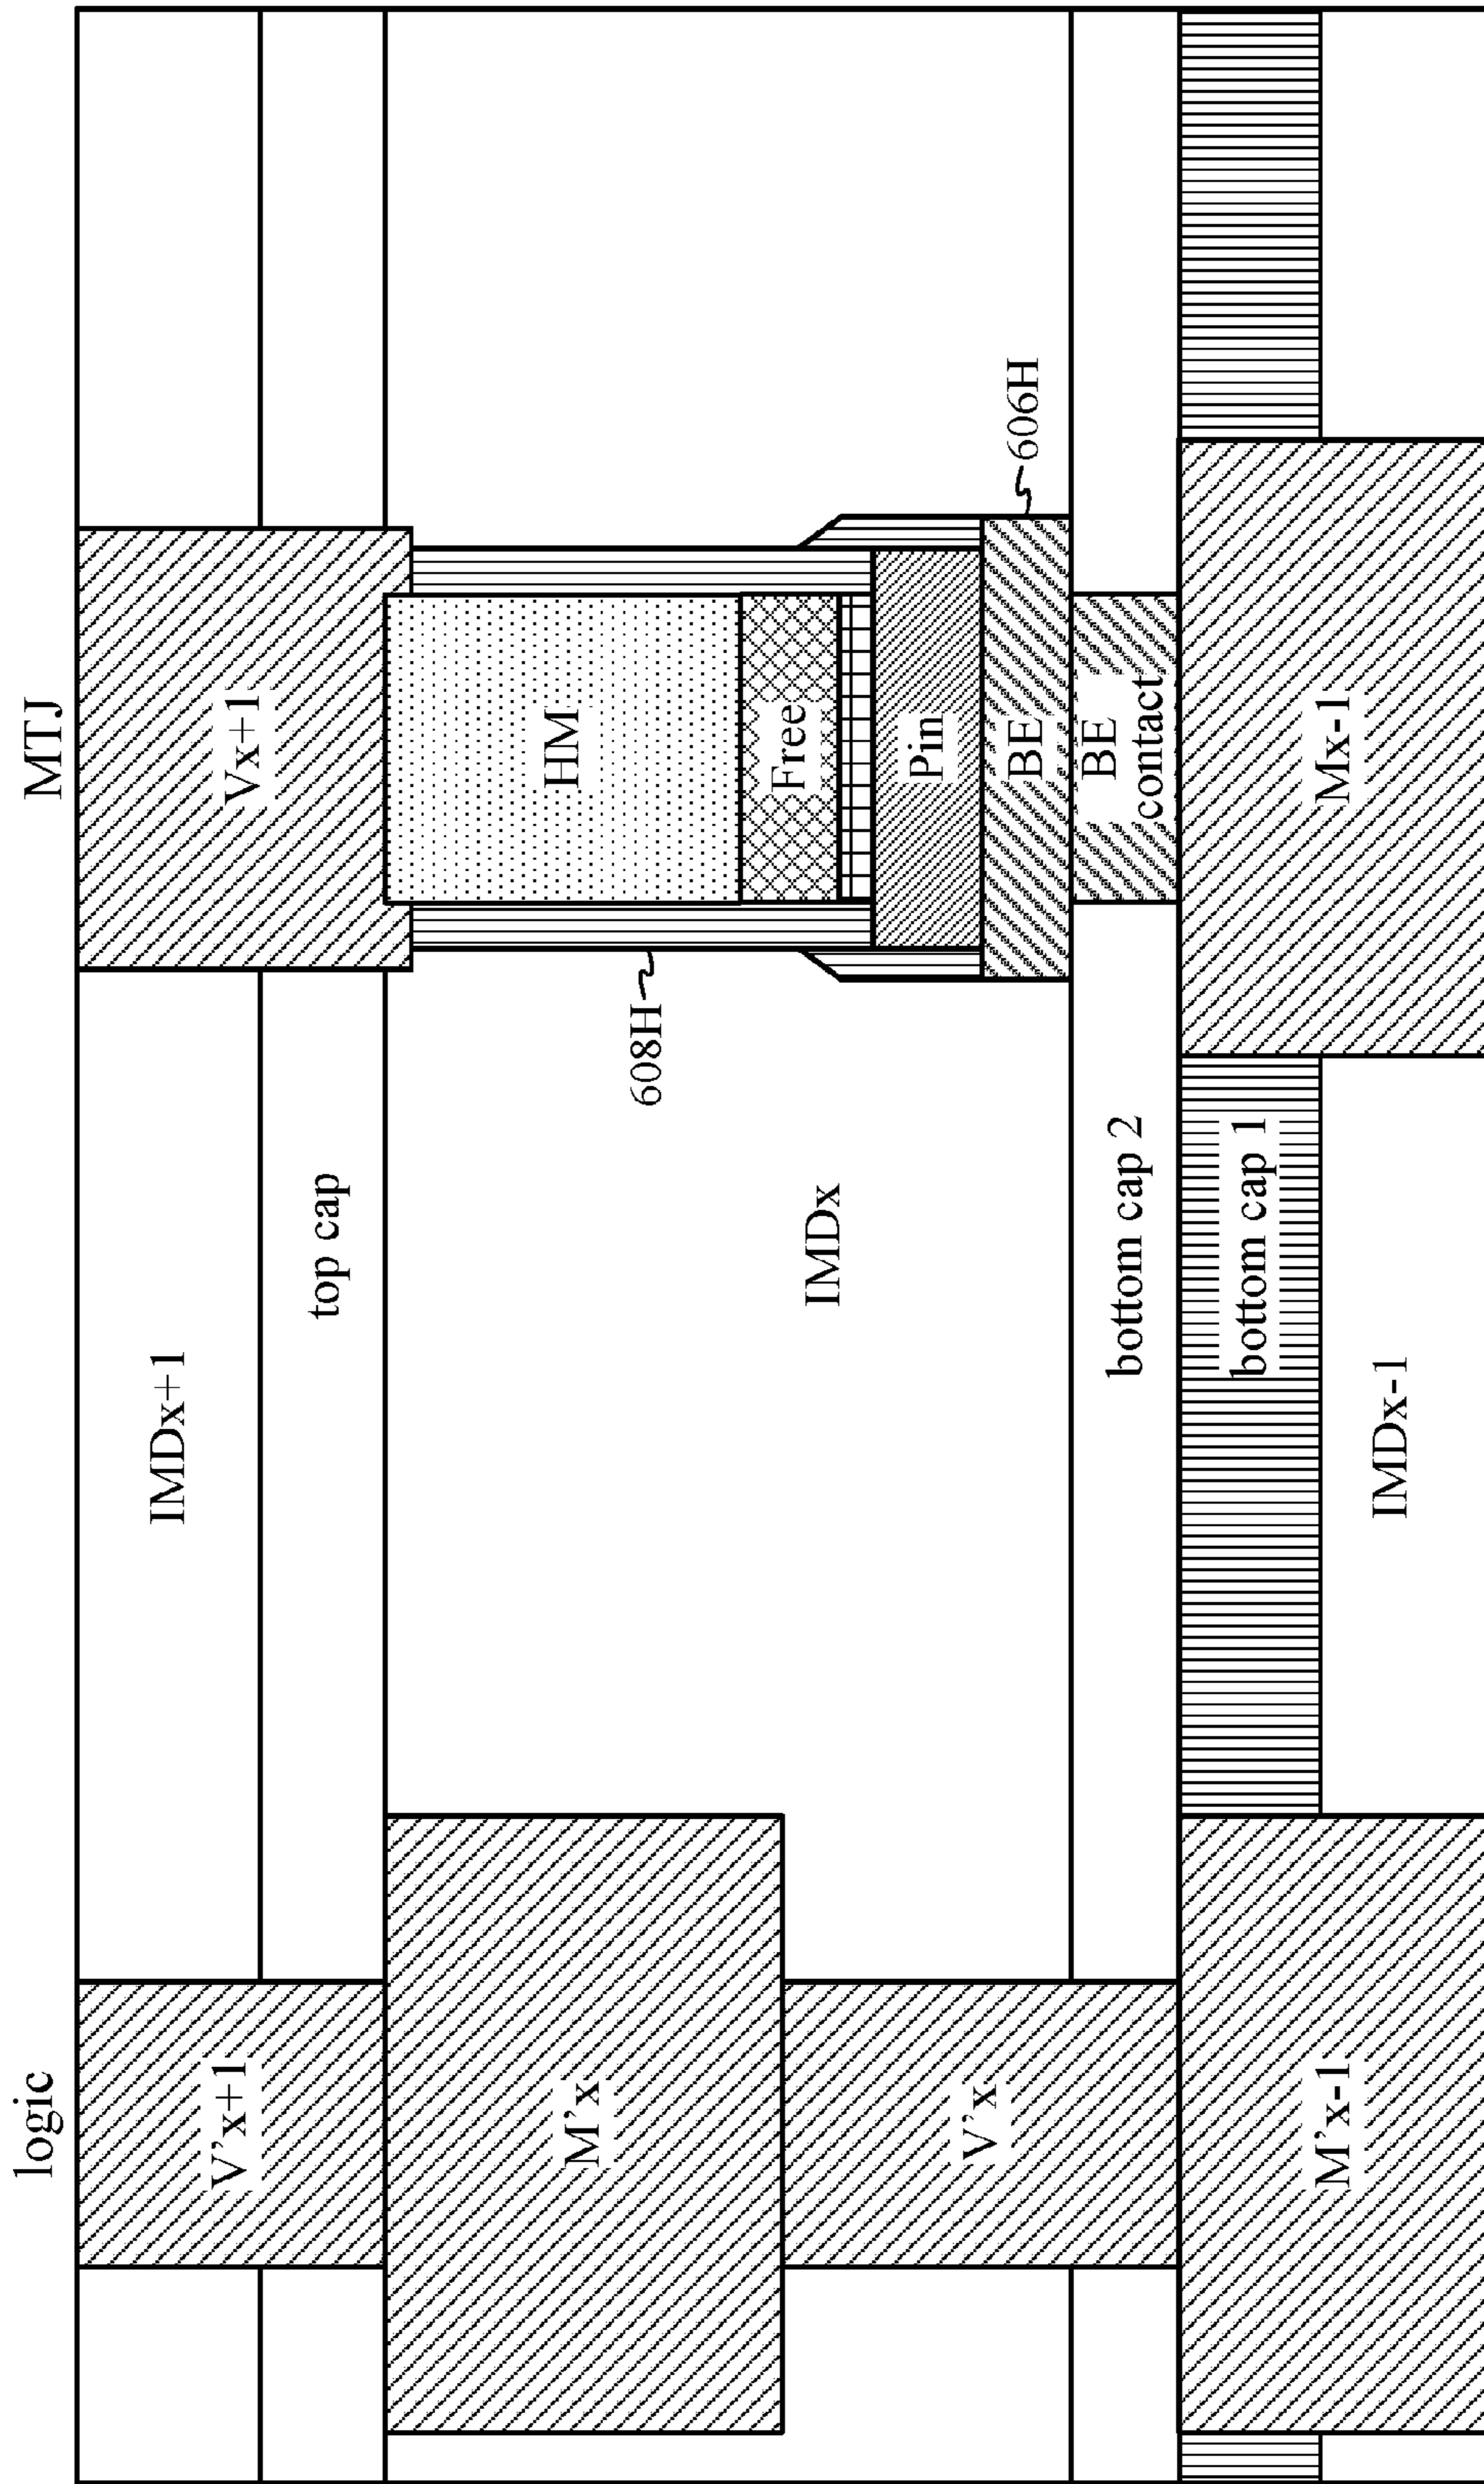 logic
MTJ
V'x+1
IMDx+1
Vx+1
top cap
M'x
HM
608H
Free
IMDx
V'x
Pin
BE
606H
bottom cap 2
BE
contact
bottom cap 1
M'x-1
IMDx-1
Mx-1